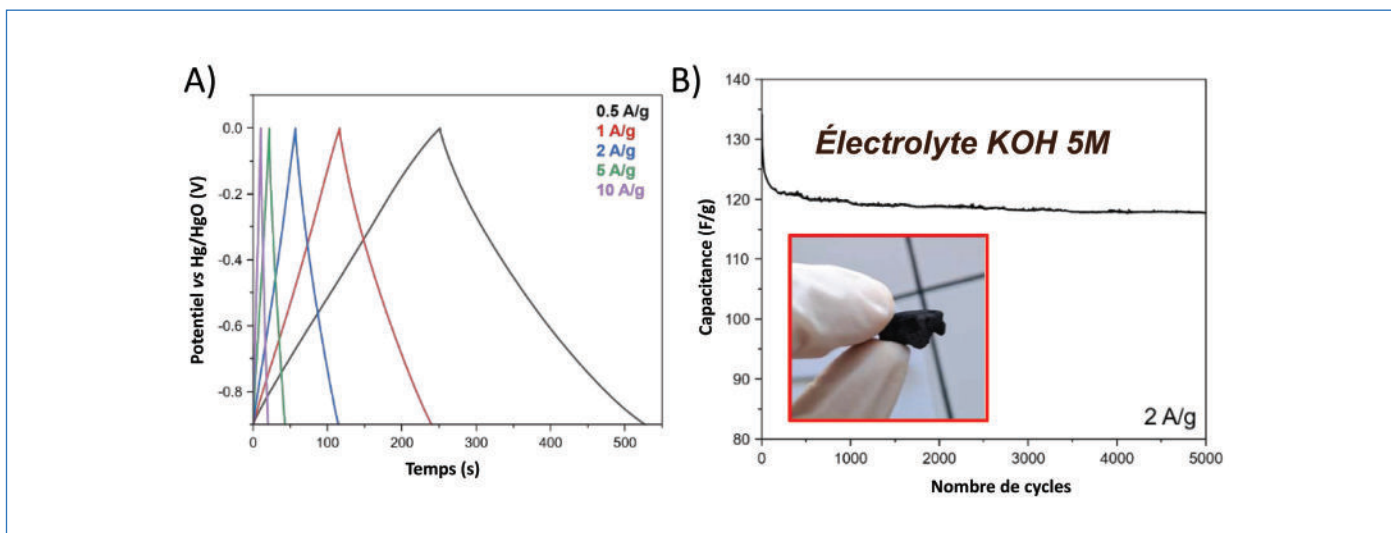 A)
0.5 A/g
1 A/g
2 A/g
5 A/g
10 A/g
0.0
-0.2
-0.4
-0.6
-0.8
0
100
200
300
400
500
Potentiel vs Hg/HgO (V)
Temps (s)
B)
Électrolyte KOH 5M
140
130
120
110
100
90
80
0
1000
2000
3000
4000
5000
2 A/g
Capacitance (F/g)
Nombre de cycles